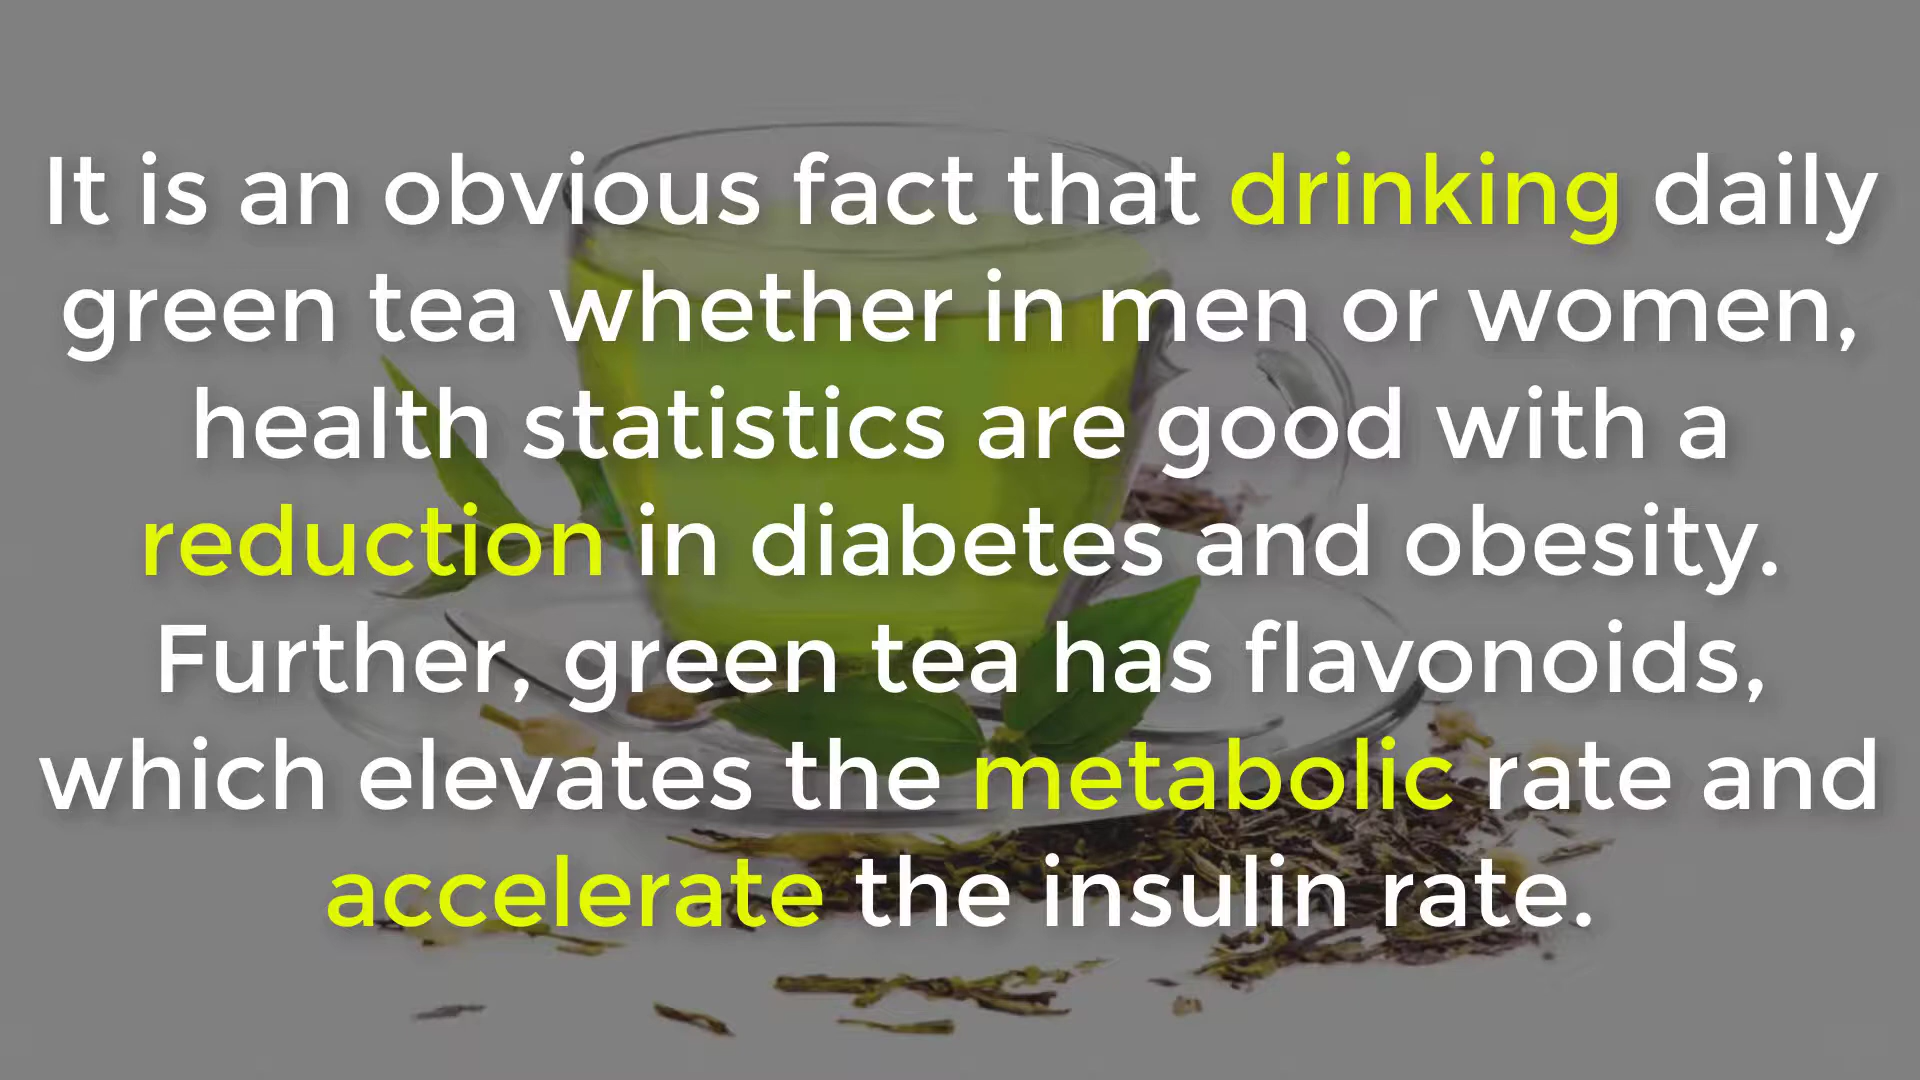 It is an obvious fact that drinking daily
green tea whether in men or women,
health statistics are good with a
reduction in diabetes and obesity.
Further, green tea has flavonoids,
which elevates the metabolic rate and
accelerate the insulin rate.